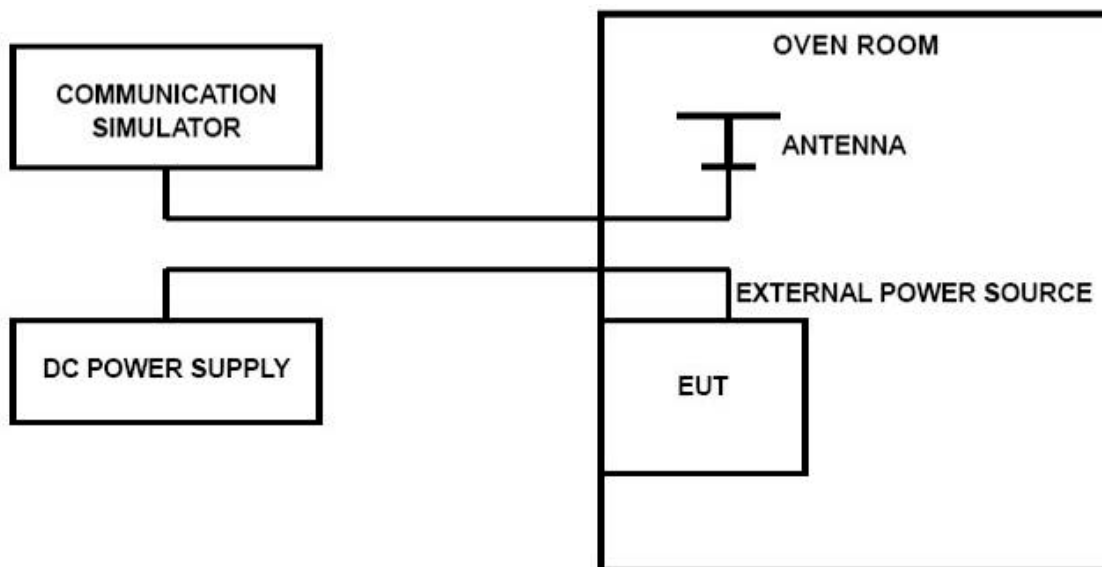 OVEN ROOM
COMMUNICATION
SIMULATOR
ANTENNA
EXTERNAL POWER SOURCE
DC POWER SUPPLY
EUT